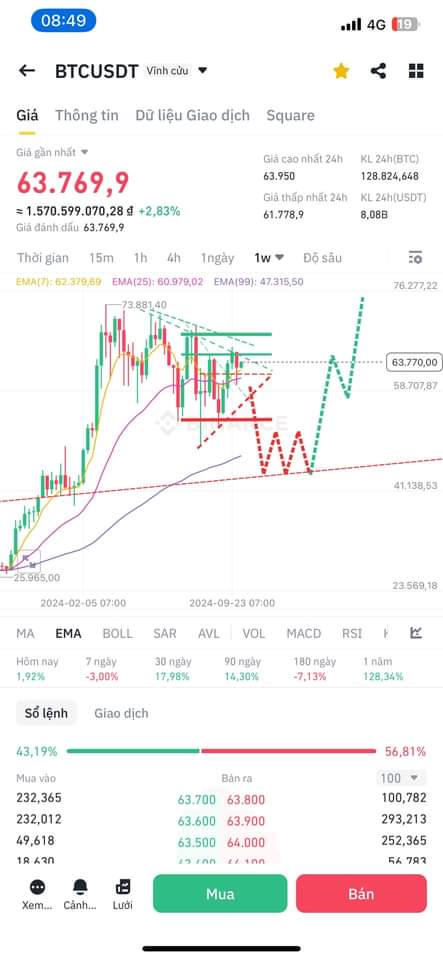 08:49
4G 19
BTCUSDT Vĩnh cửu
Giá Thông tin Dữ liệu Giao dịch Square
Giá gần nhất
63.769,9
≈ 1.570.599.070,28 ₫ +2,83%
Giá đánh dấu 63.769,9
Giá cao nhất 24h KL 24h(BTC)
63.950 128.824,648
Giá thấp nhất 24h KL 24h(USDT)
61.778,9 8,08B
Thời gian 15m 1h 4h 1ngày 1w Độ sâu
EMA(7): 62.379,69 EMA(25): 60.979,02 EMA(99): 47.315,50
76.277,22
73.881,40
63.770,00
58.707,87
BINANCE
41.138,53
25.965,00
23.569,18
2024-02-05 07:00 2024-09-23 07:00
MA EMA BOLL SAR AVL VOL MACD RSI
Hôm nay 7 ngày 30 ngày 90 ngày 180 ngày 1 năm
1,92% -3,00% 17,98% 14,30% -7,13% 128,34%
Sổ lệnh Giao dịch
43,19% 56,81%
Mua vào Bán ra 100
232,365 63.700 63.800 100,782
232,012 63.600 63.900 293,213
49,618 63.500 64.000 252,365
18,630 63.400 64.100 56,783
Xem... Cảnh... Lưới Mua Bán